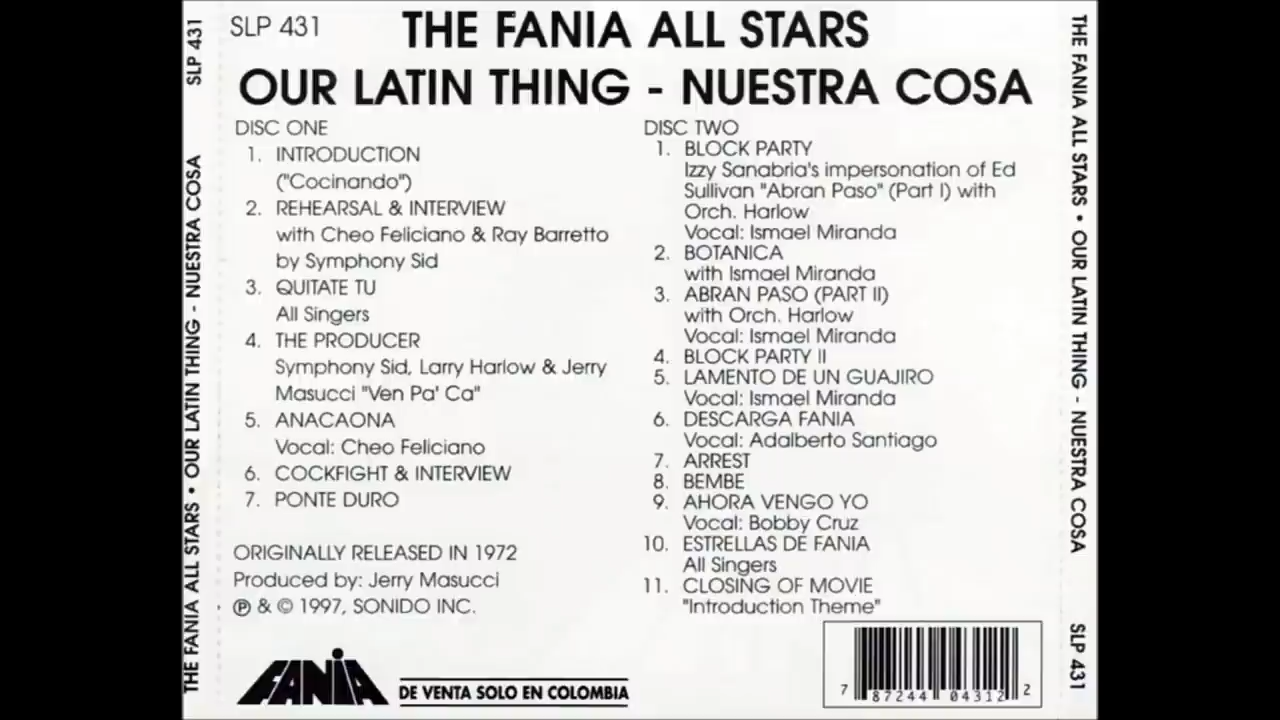 SLP 431
THE FANIA ALL STARS
OUR LATIN THING - NUESTRA COSA
DISC ONE
1. INTRODUCTION
("Cocinando")
2. REHEARSAL & INTERVIEW
with Cheo Feliciano & Ray Barretto
by Symphony Sid
3. QUITATE TU
All Singers
4. THE PRODUCER
Symphony Sid, Larry Harlow & Jerry
Masucci "Ven Pa' Ca"
5. ANACAONA
Vocal: Cheo Feliciano
6. COCKFIGHT & INTERVIEW
7. PONTE DURO
ORIGINALLY RELEASED IN 1972
Produced by: Jerry Masucci
℗ & © 1997, SONIDO INC.
FANIA
DE VENTA SOLO EN COLOMBIA
DISC TWO
1. BLOCK PARTY
Izzy Sanabria's impersonation of Ed
Sullivan "Abran Paso" (Part I) with
Orch. Harlow
Vocal: Ismael Miranda
2. BOTANICA
with Ismael Miranda
3. ABRAN PASO (PART II)
with Orch. Harlow
Vocal: Ismael Miranda
4. BLOCK PARTY II
5. LAMENTO DE UN GUAJIRO
Vocal: Ismael Miranda
6. DESCARGA FANIA
Vocal: Adalberto Santiago
7. ARREST
8. BEMBE
9. AHORA VENGO YO
Vocal: Bobby Cruz
10. ESTRELLAS DE FANIA
All Singers
11. CLOSING OF MOVIE
"Introduction Theme"
7 87244 04312 2
THE FANIA ALL STARS • OUR LATIN THING - NUESTRA COSA SLP 431
THE FANIA ALL STARS • OUR LATIN THING - NUESTRA COSA SLP 431